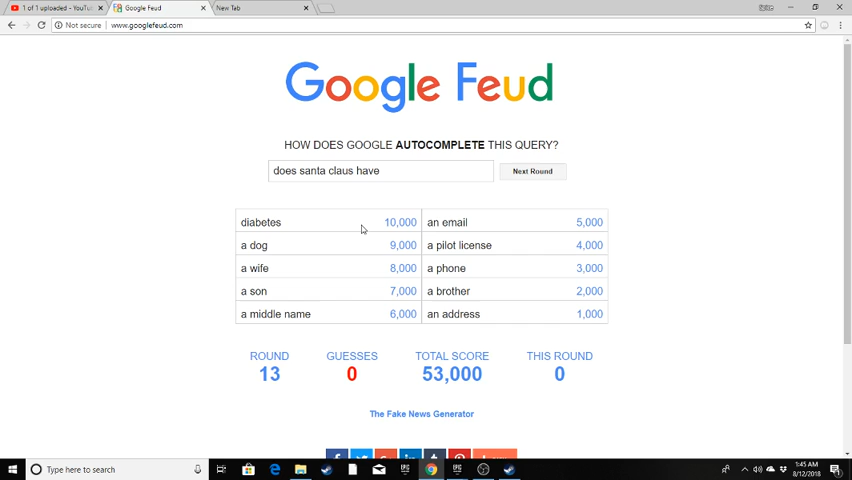 1 of 1 uploaded - YouTu
Google Feud
New Tab
Not secure | www.googlefeud.com
Google Feud
HOW DOES GOOGLE AUTOCOMPLETE THIS QUERY?
does santa claus have
Next Round
diabetes 10,000 an email 5,000
a dog 9,000 a pilot license 4,000
a wife 8,000 a phone 3,000
a son 7,000 a brother 2,000
a middle name 6,000 an address 1,000
ROUND GUESSES TOTAL SCORE THIS ROUND
13 0 53,000 0
The Fake News Generator
Type here to search
1:45 AM
8/12/2018